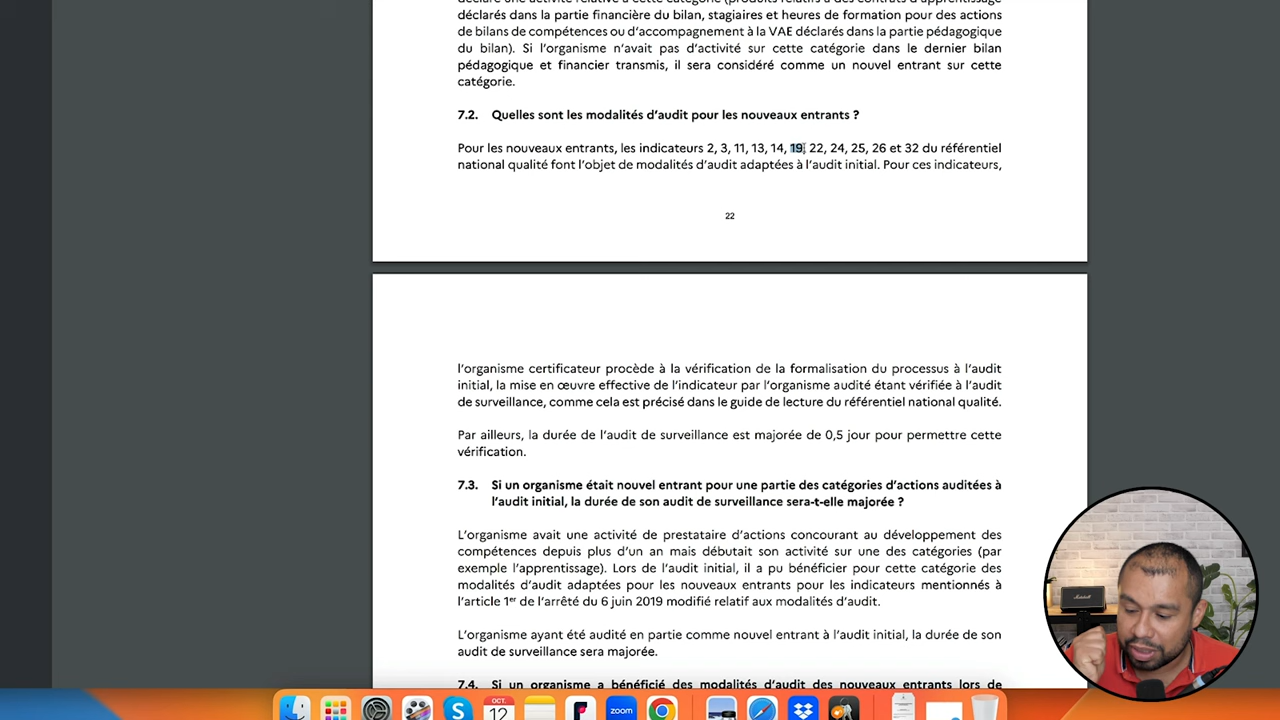 déclaré une activité relative à cette catégorie (produits relatifs à des contrats d'apprentissage
déclarés dans la partie financière du bilan, stagiaires et heures de formation pour des actions
de bilans de compétences ou d'accompagnement à la VAE déclarés dans la partie pédagogique
du bilan). Si l'organisme n'avait pas d'activité sur cette catégorie dans le dernier bilan
pédagogique et financier transmis, il sera considéré comme un nouvel entrant sur cette
catégorie.
7.2. Quelles sont les modalités d'audit pour les nouveaux entrants ?
Pour les nouveaux entrants, les indicateurs 2, 3, 11, 13, 14, 19, 22, 24, 25, 26 et 32 du référentiel
national qualité font l'objet de modalités d'audit adaptées à l'audit initial. Pour ces indicateurs,
22
l'organisme certificateur procède à la vérification de la formalisation du processus à l'audit
initial, la mise en œuvre effective de l'indicateur par l'organisme audité étant vérifiée à l'audit
de surveillance, comme cela est précisé dans le guide de lecture du référentiel national qualité.
Par ailleurs, la durée de l'audit de surveillance est majorée de 0,5 jour pour permettre cette
vérification.
7.3. Si un organisme était nouvel entrant pour une partie des catégories d'actions auditées à
l'audit initial, la durée de son audit de surveillance sera-t-elle majorée ?
L'organisme avait une activité de prestataire d'actions concourant au développement des
compétences depuis plus d'un an mais débutait son activité sur une des catégories (par
exemple l'apprentissage). Lors de l'audit initial, il a pu bénéficier pour cette catégorie des
modalités d'audit adaptées pour les nouveaux entrants pour les indicateurs mentionnés à
l'article 1er de l'arrêté du 6 juin 2019 modifié relatif aux modalités d'audit.
L'organisme ayant été audité en partie comme nouvel entrant à l'audit initial, la durée de son
audit de surveillance sera majorée.
7.4. Si un organisme a bénéficié des modalités d'audit des nouveaux entrants lors de
Marshall
OCT.
12
zoom